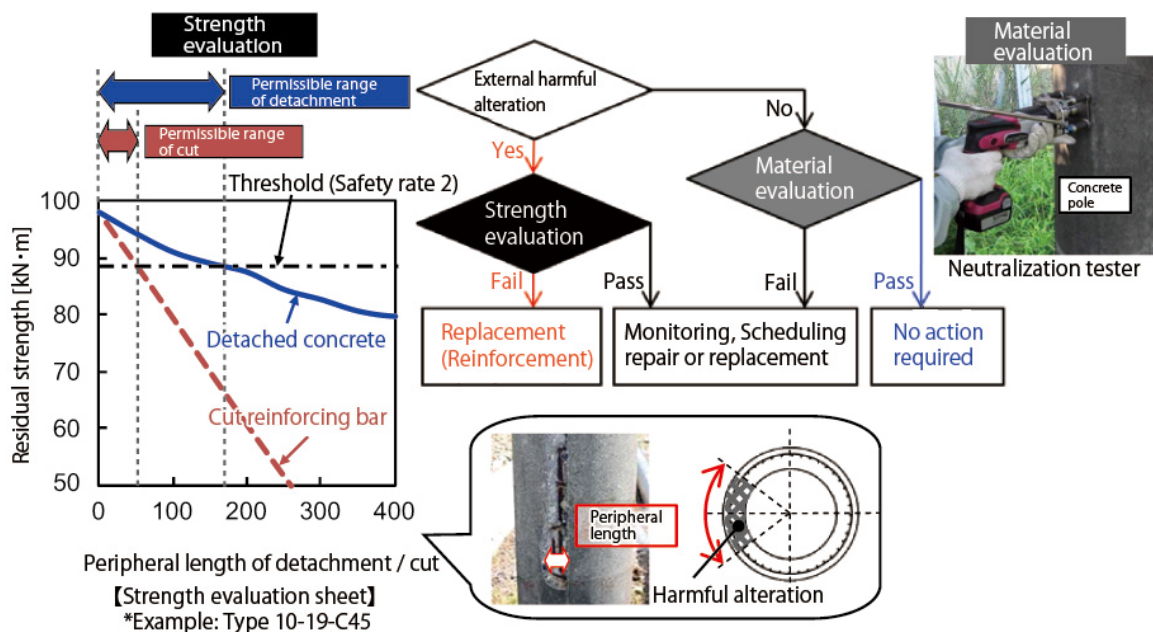 Strength
evaluation
Permissible range
of detachment
Permissible range
of cut
Threshold (Safety rate 2)
100
90
80
70
60
50
0
100
200
300
400
Residual strength [kN·m]
Detached concrete
Cut reinforcing bar
Peripheral length of detachment / cut
【Strength evaluation sheet】
*Example: Type 10-19-C45
External harmful
alteration
Yes
No
Strength
evaluation
Material
evaluation
Fail
Pass
Fail
Pass
Replacement
(Reinforcement)
Monitoring, Scheduling
repair or replacement
No action
required
Material
evaluation
Concrete
pole
Neutralization tester
Peripheral
length
Harmful alteration